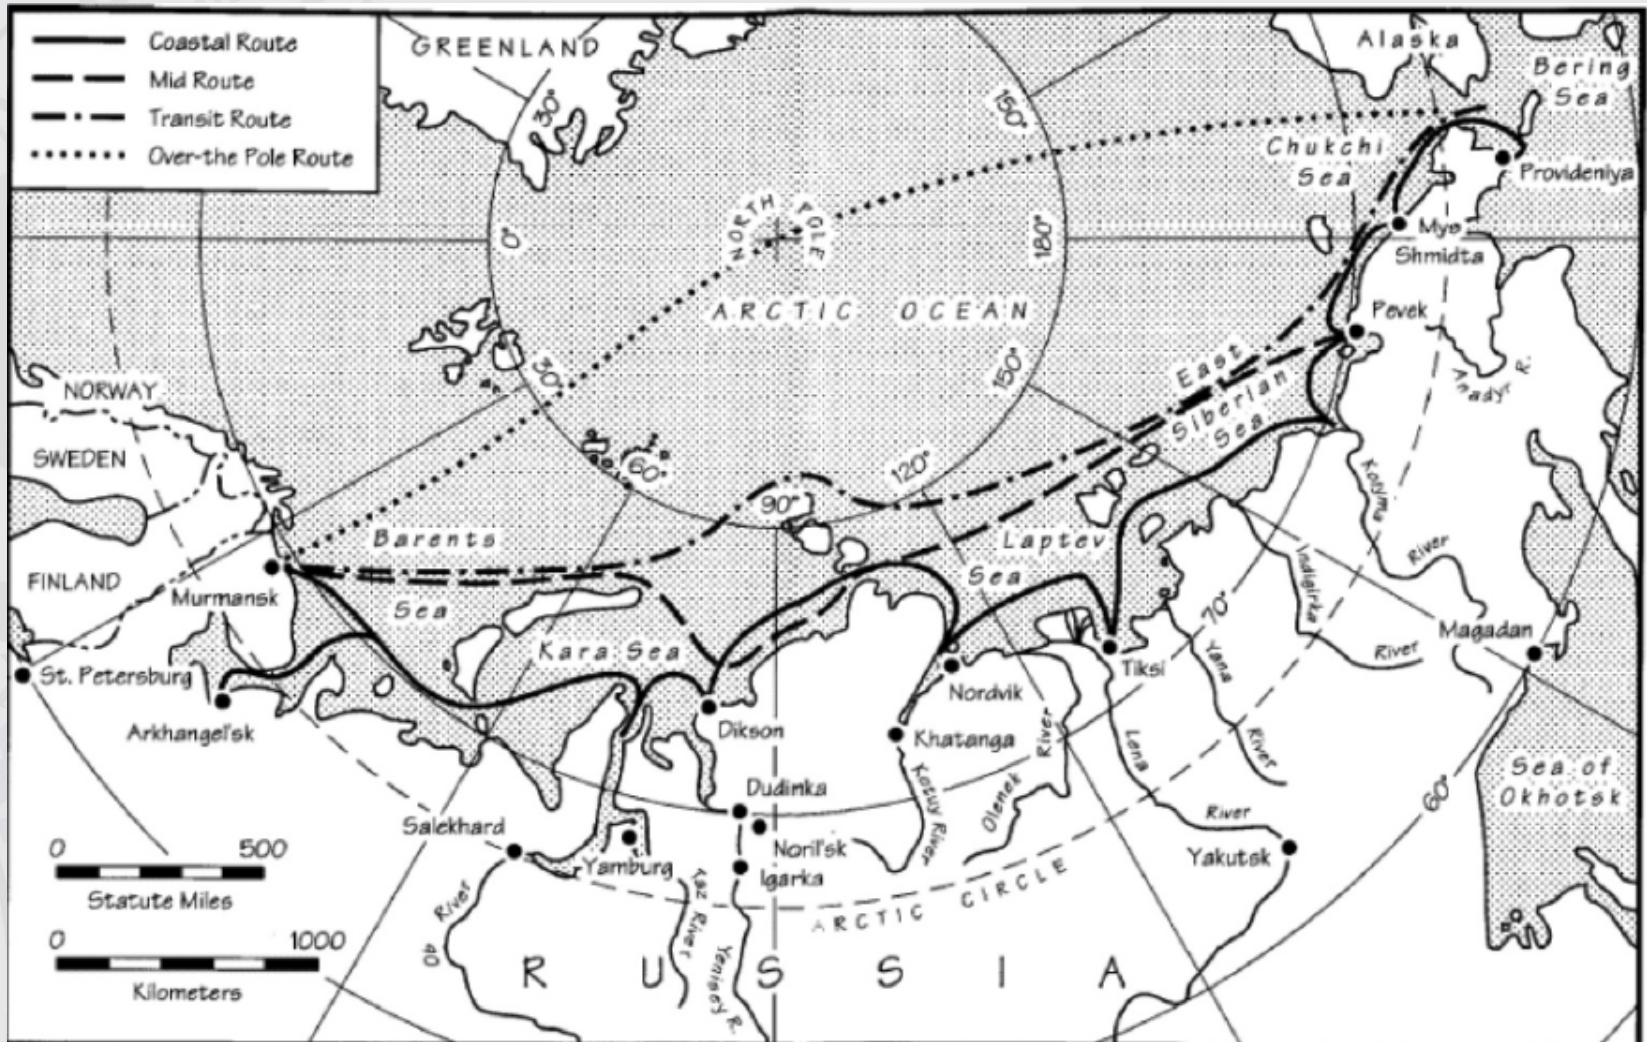 Coastal Route
Mid Route
Transit Route
Over-the Pole Route
GREENLAND
30°
150°
Alaska
Bering
Sea
Chukchi
Sea
Provideniya
NORTH POLE
0°
180°
Mys
Shmidta
ARCTIC OCEAN
Pevek
30°
150°
East
Siberian
Sea
Anadyr R.
NORWAY
SWEDEN
60°
120°
90°
Kolyma
River
Barents
Sea
Laptev
Sea
FINLAND
Murmansk
Indigirka
River
70°
Magadan
Kara Sea
St. Petersburg
Nordvik
Tiksi
Yana
River
Arkhangel'sk
Dikson
Khatanga
Olenek
River
Lena
River
Sea of
Okhotsk
60°
Dudinka
Kotuy River
Salekhard
Yamburg
Noril'sk
Igarka
Yakutsk
0 500
Statute Miles
River
40
Taz River
Yenisey R.
ARCTIC CIRCLE
0 1000
Kilometers
RUSSIA